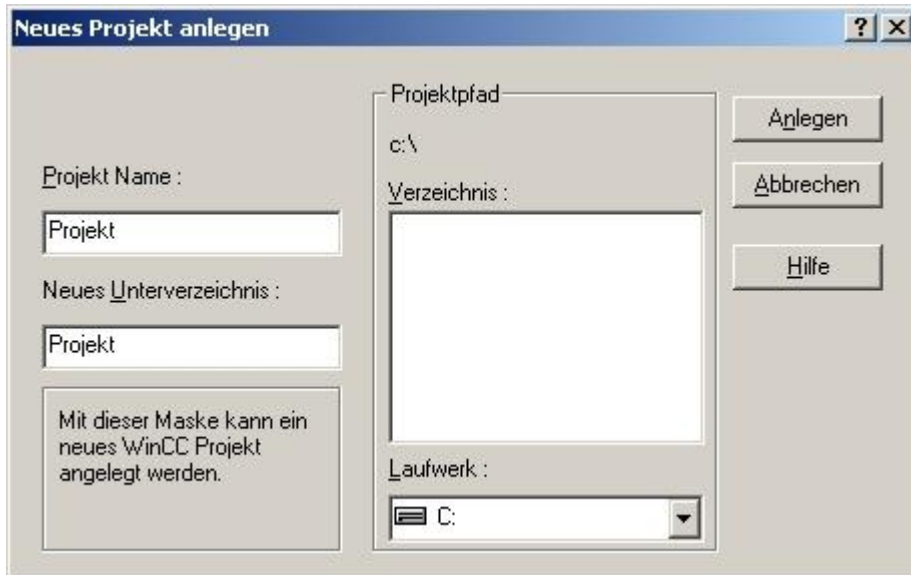 Neues Projekt anlegen
Projekt Name :
Projekt
Neues Unterverzeichnis :
Projekt
Mit dieser Maske kann ein
neues WinCC Projekt
angelegt werden.
Projektpfad
c:\
Verzeichnis :
Laufwerk :
C:
Anlegen
Abbrechen
Hilfe